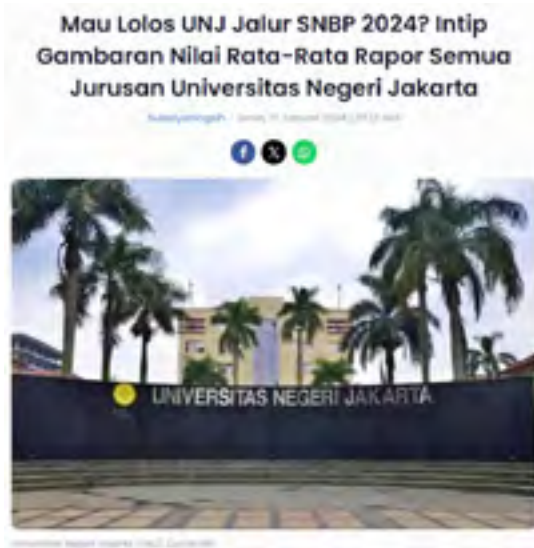 Mau Lolos UNJ Jalur SNBP 2024? Intip
Gambaran Nilai Rata-Rata Rapor Semua
Jurusan Universitas Negeri Jakarta
UNIVERSITAS NEGERI JAKARTA